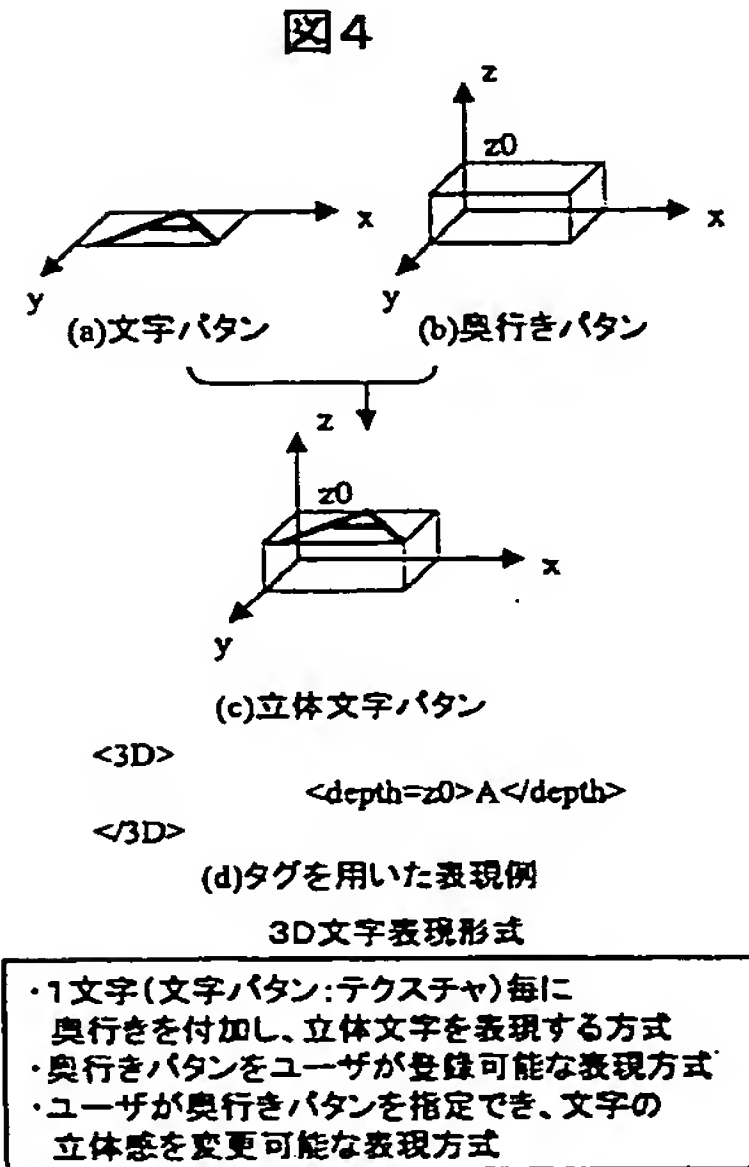 図4
z
z0
x
y
(a)文字パタン
z
z0
x
y
(b)奥行きパタン
z
z0
x
y
(c)立体文字パタン
<3D>
<depth=z0>A</depth>
</3D>
(d)タグを用いた表現例
3D文字表現形式
・1文字(文字パタン:テクスチャ)毎に
奥行きを付加し、立体文字を表現する方式
・奥行きパタンをユーザが登録可能な表現方式
・ユーザが奥行きパタンを指定でき、文字の
立体感を変更可能な表現方式